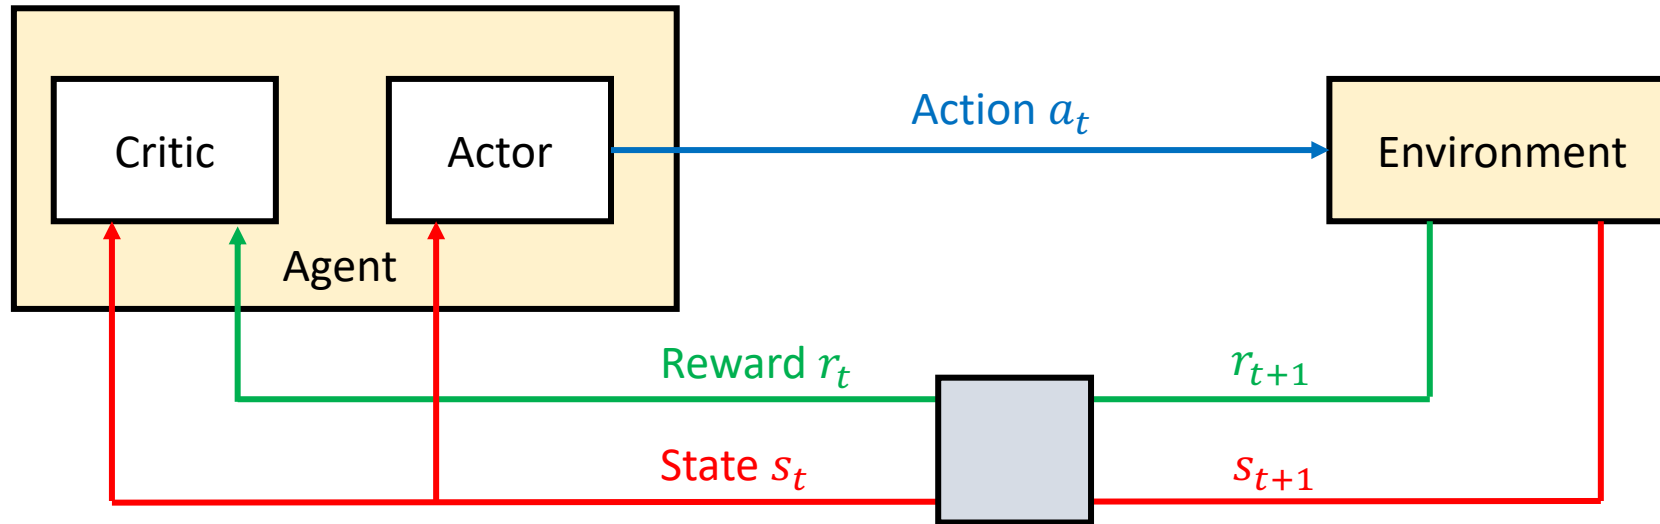 Action a_t
Critic
Actor
Environment
Agent
Reward r_t
r_{t+1}
State s_t
s_{t+1}